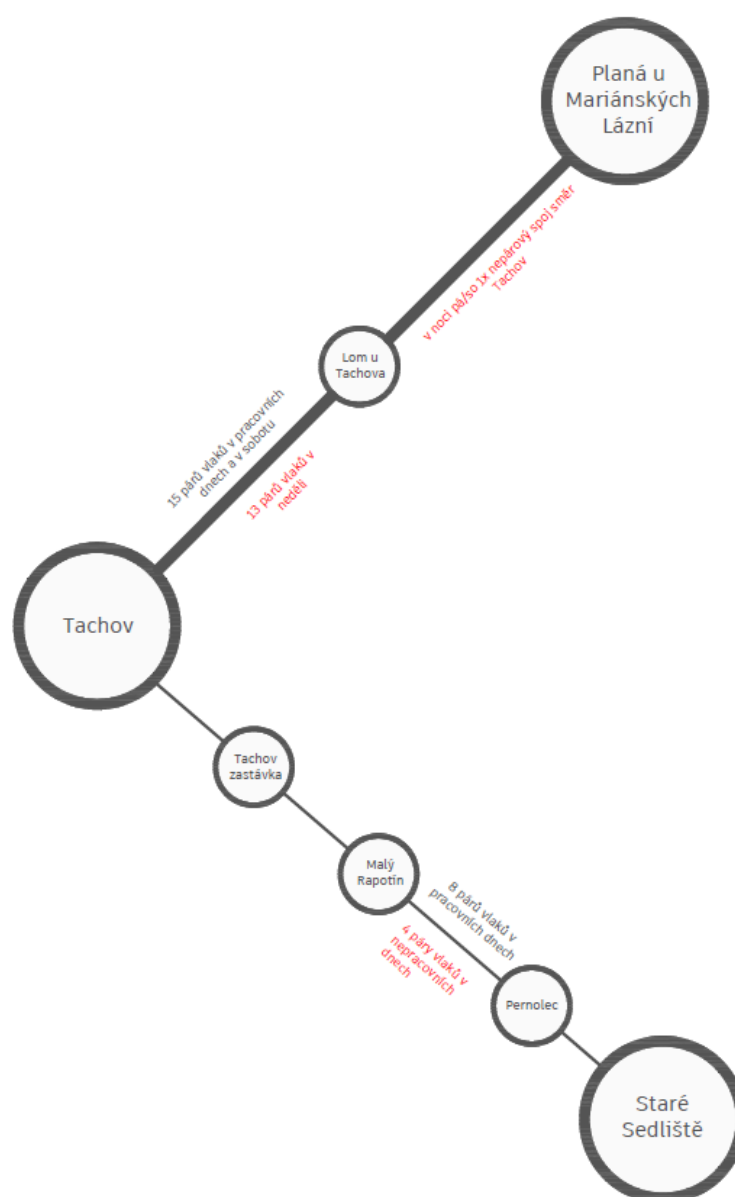 Planá u
Mariánských
Lázní
v noci pá/so 1x nepárový spoj směr
Tachov
Lom u
Tachova
15 párů vlaků v pracovních
dnech a v sobotu
13 párů vlaků v
neděli
Tachov
Tachov
zastávka
Malý
Rapotín
8 párů vlaků v
pracovních dnech
4 páry vlaků v
nepracovních
dnech
Pernolec
Staré
Sedliště